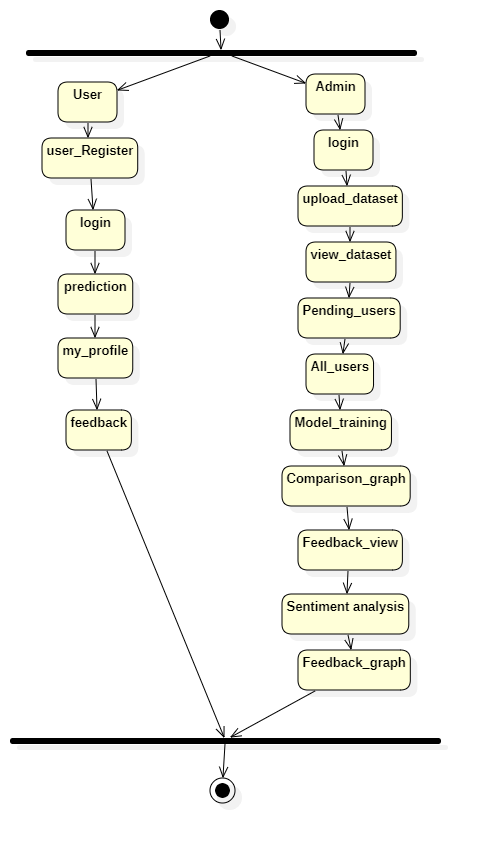 User
user_Register
login
prediction
my_profile
feedback
Admin
login
upload_dataset
view_dataset
Pending_users
All_users
Model_training
Comparison_graph
Feedback_view
Sentiment analysis
Feedback_graph